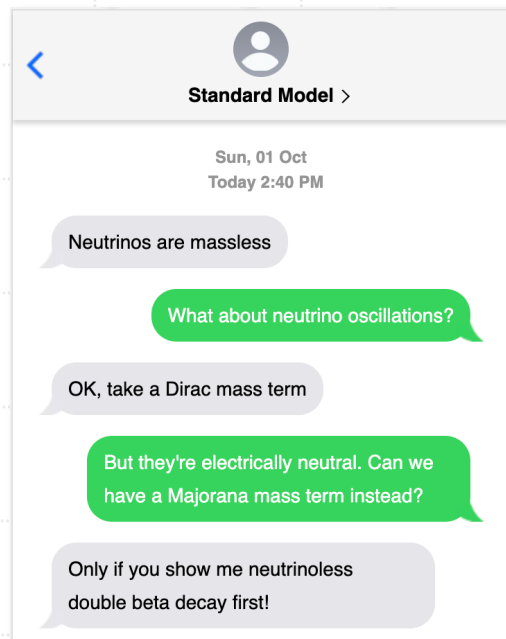 Standard Model >
Sun, 01 Oct
Today 2:40 PM
Neutrinos are massless
What about neutrino oscillations?
OK, take a Dirac mass term
But they're electrically neutral. Can we
have a Majorana mass term instead?
Only if you show me neutrinoless
double beta decay first!